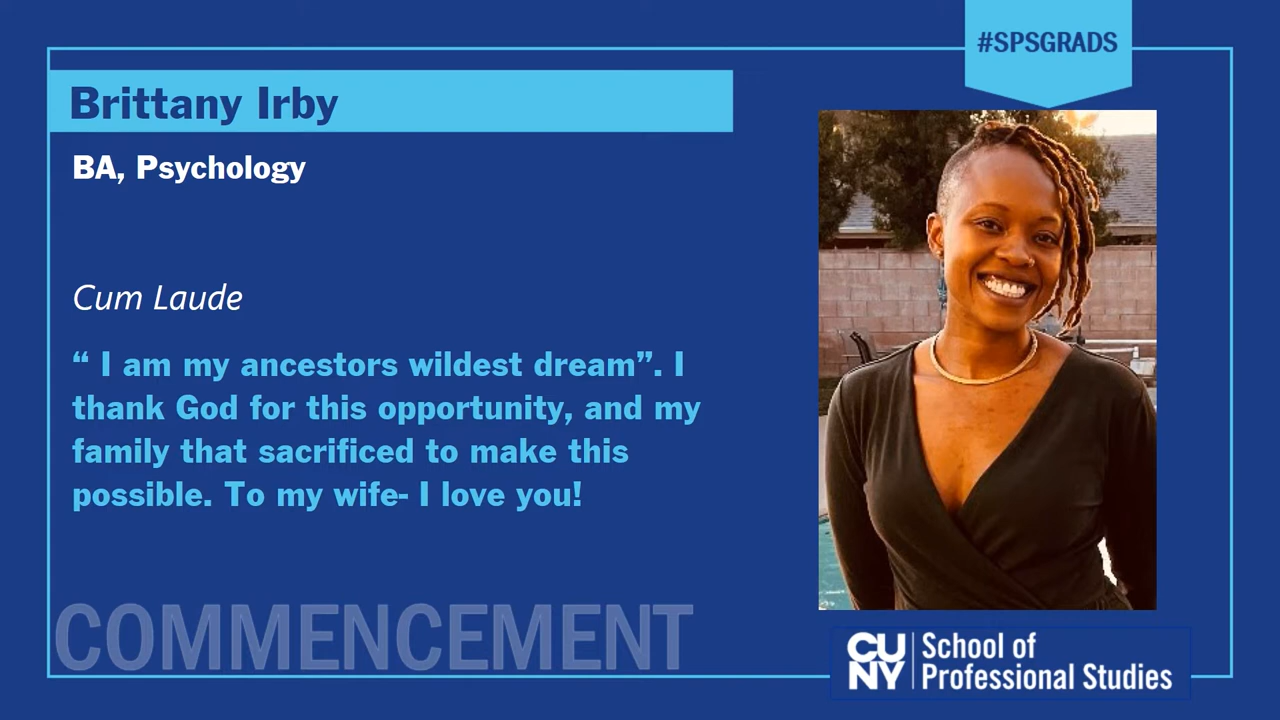 #SPSGRADS
Brittany Irby
BA, Psychology
Cum Laude
“ I am my ancestors wildest dream”. I
thank God for this opportunity, and my
family that sacrificed to make this
possible. To my wife- I love you!
COMMENCEMENT
CU
NY
School of
Professional Studies